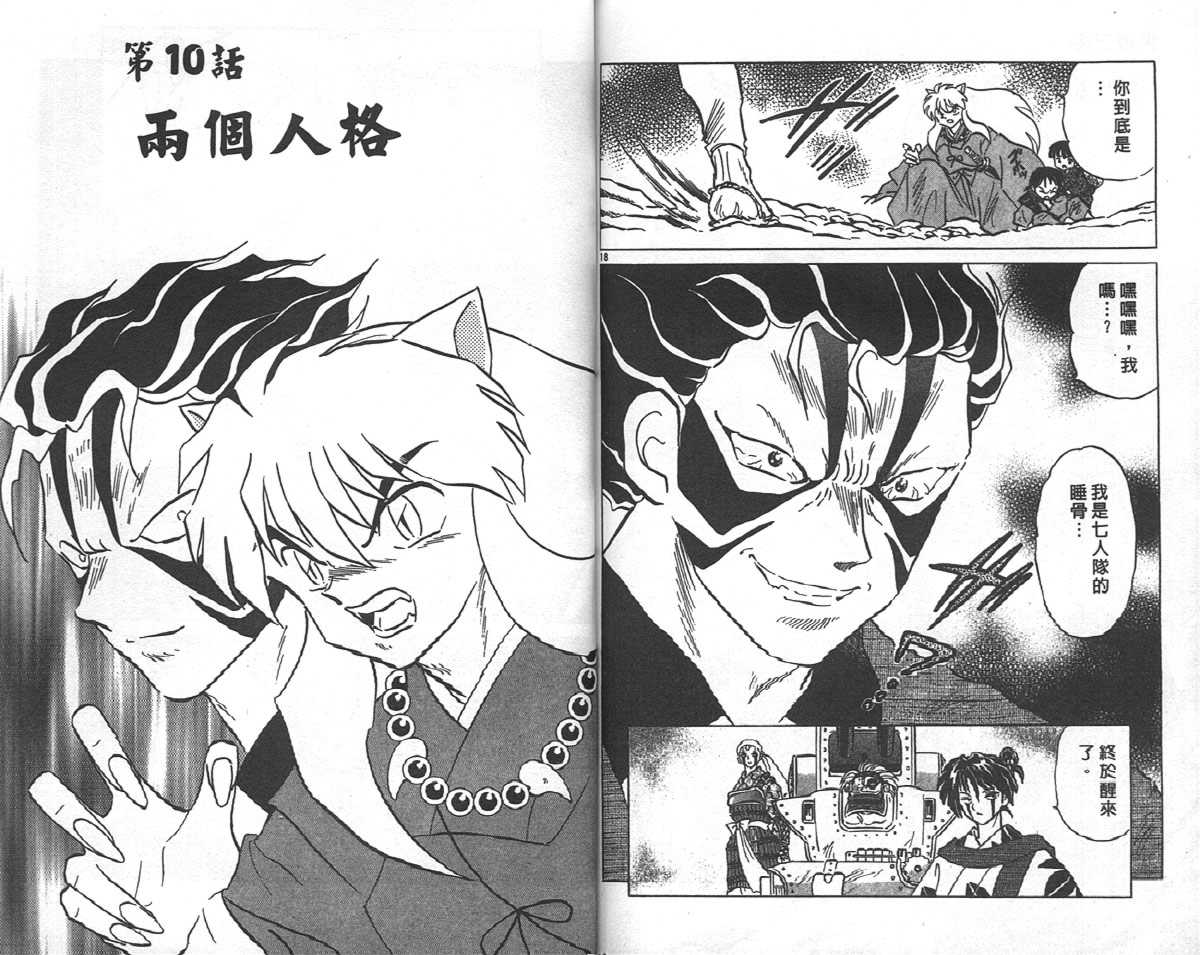 你到底是
…
18
嘿嘿嘿，我
嗎…？
我是七人隊的
睡骨…
終於醒來
了。
第10話
兩個人格